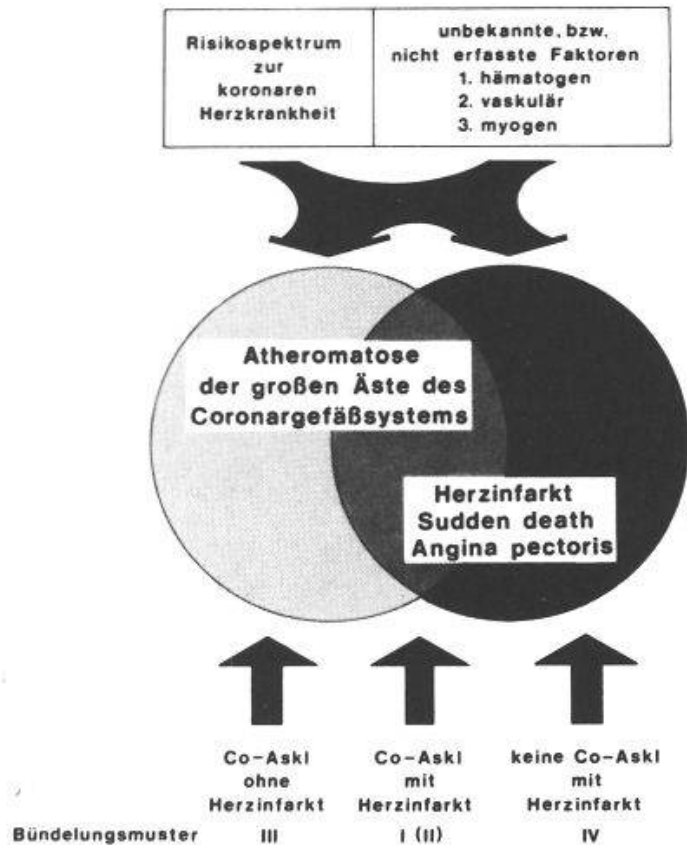 Risikospektrum
zur
koronaren
Herzkrankheit
unbekannte, bzw.
nicht erfasste Faktoren
1. hämatogen
2. vaskulär
3. myogen
Atheromatose
der großen Äste des
Coronargefäßsystems
Herzinfarkt
Sudden death
Angina pectoris
Co-Askl
ohne
Herzinfarkt
Co-Askl
mit
Herzinfarkt
keine Co-Askl
mit
Herzinfarkt
Bündelungsmuster III I (II) IV